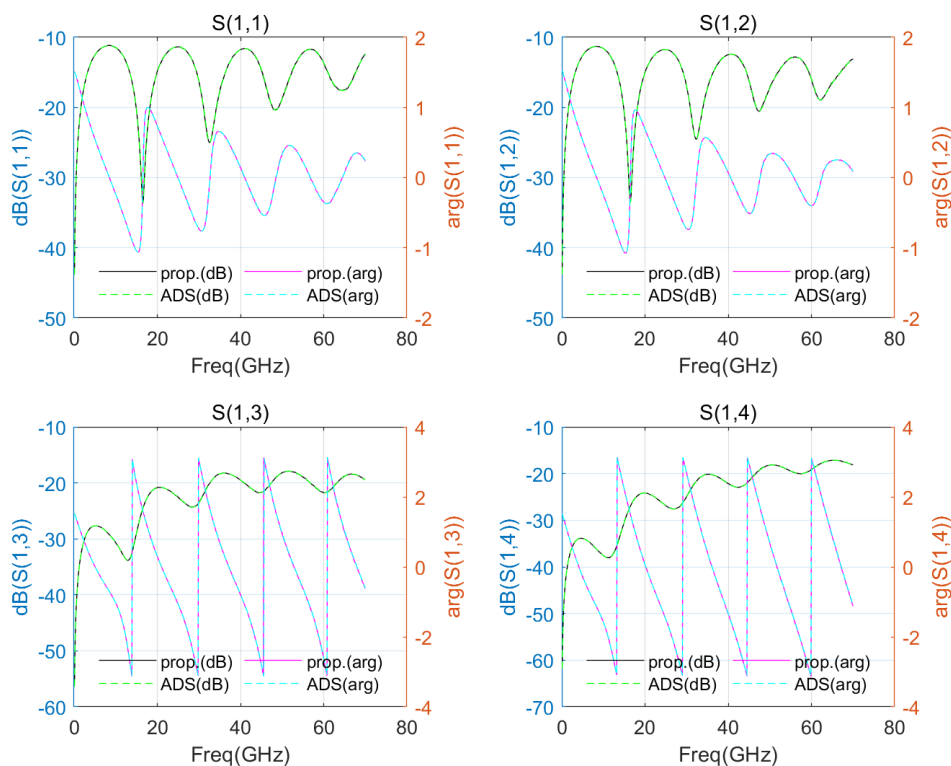 S(1,1)
-10
-20
-30
-40
-50
2
1
0
-1
-2
dB(S(1,1))
arg(S(1,1))
prop.(dB) prop.(arg)
ADS(dB) ADS(arg)
0 20 40 60 80
Freq(GHz)
S(1,2)
-10
-20
-30
-40
-50
2
1
0
-1
-2
dB(S(1,2))
arg(S(1,2))
prop.(dB) prop.(arg)
ADS(dB) ADS(arg)
0 20 40 60 80
Freq(GHz)
S(1,3)
-10
-20
-30
-40
-50
-60
4
2
0
-2
-4
dB(S(1,3))
arg(S(1,3))
prop.(dB) prop.(arg)
ADS(dB) ADS(arg)
0 20 40 60 80
Freq(GHz)
S(1,4)
-10
-20
-30
-40
-50
-60
-70
4
2
0
-2
-4
dB(S(1,4))
arg(S(1,4))
prop.(dB) prop.(arg)
ADS(dB) ADS(arg)
0 20 40 60 80
Freq(GHz)